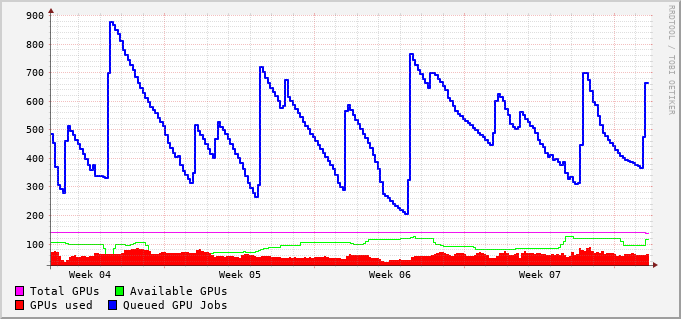 900
800
700
600
500
400
300
200
100
Week 04 Week 05 Week 06 Week 07
Total GPUs Available GPUs
GPUs used Queued GPU Jobs
RRDTOOL / TOBI OETIKER